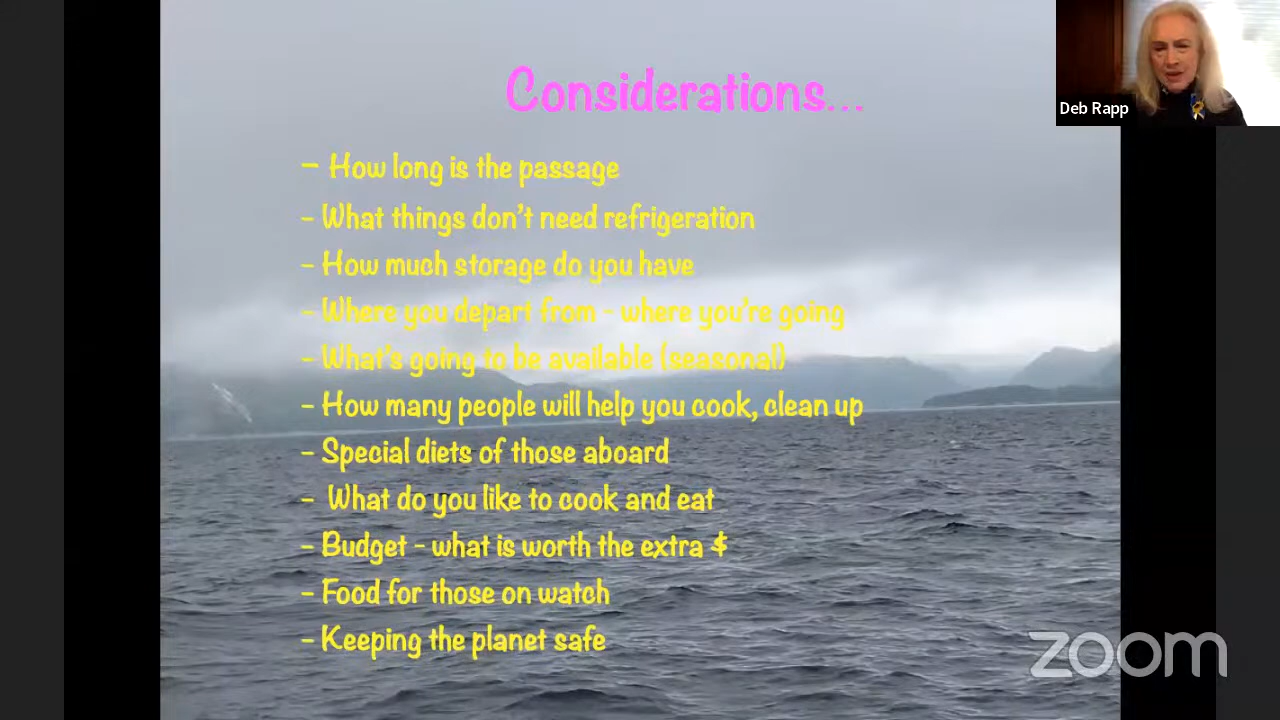 Considerations...
Deb Rapp
- How long is the passage
- What things don't need refrigeration
- How much storage do you have
- Where you depart from - where you're going
- What's going to be available (seasonal)
- How many people will help you cook, clean up
- Special diets of those aboard
- What do you like to cook and eat
- Budget - what is worth the extra $
- Food for those on watch
- Keeping the planet safe
zoom